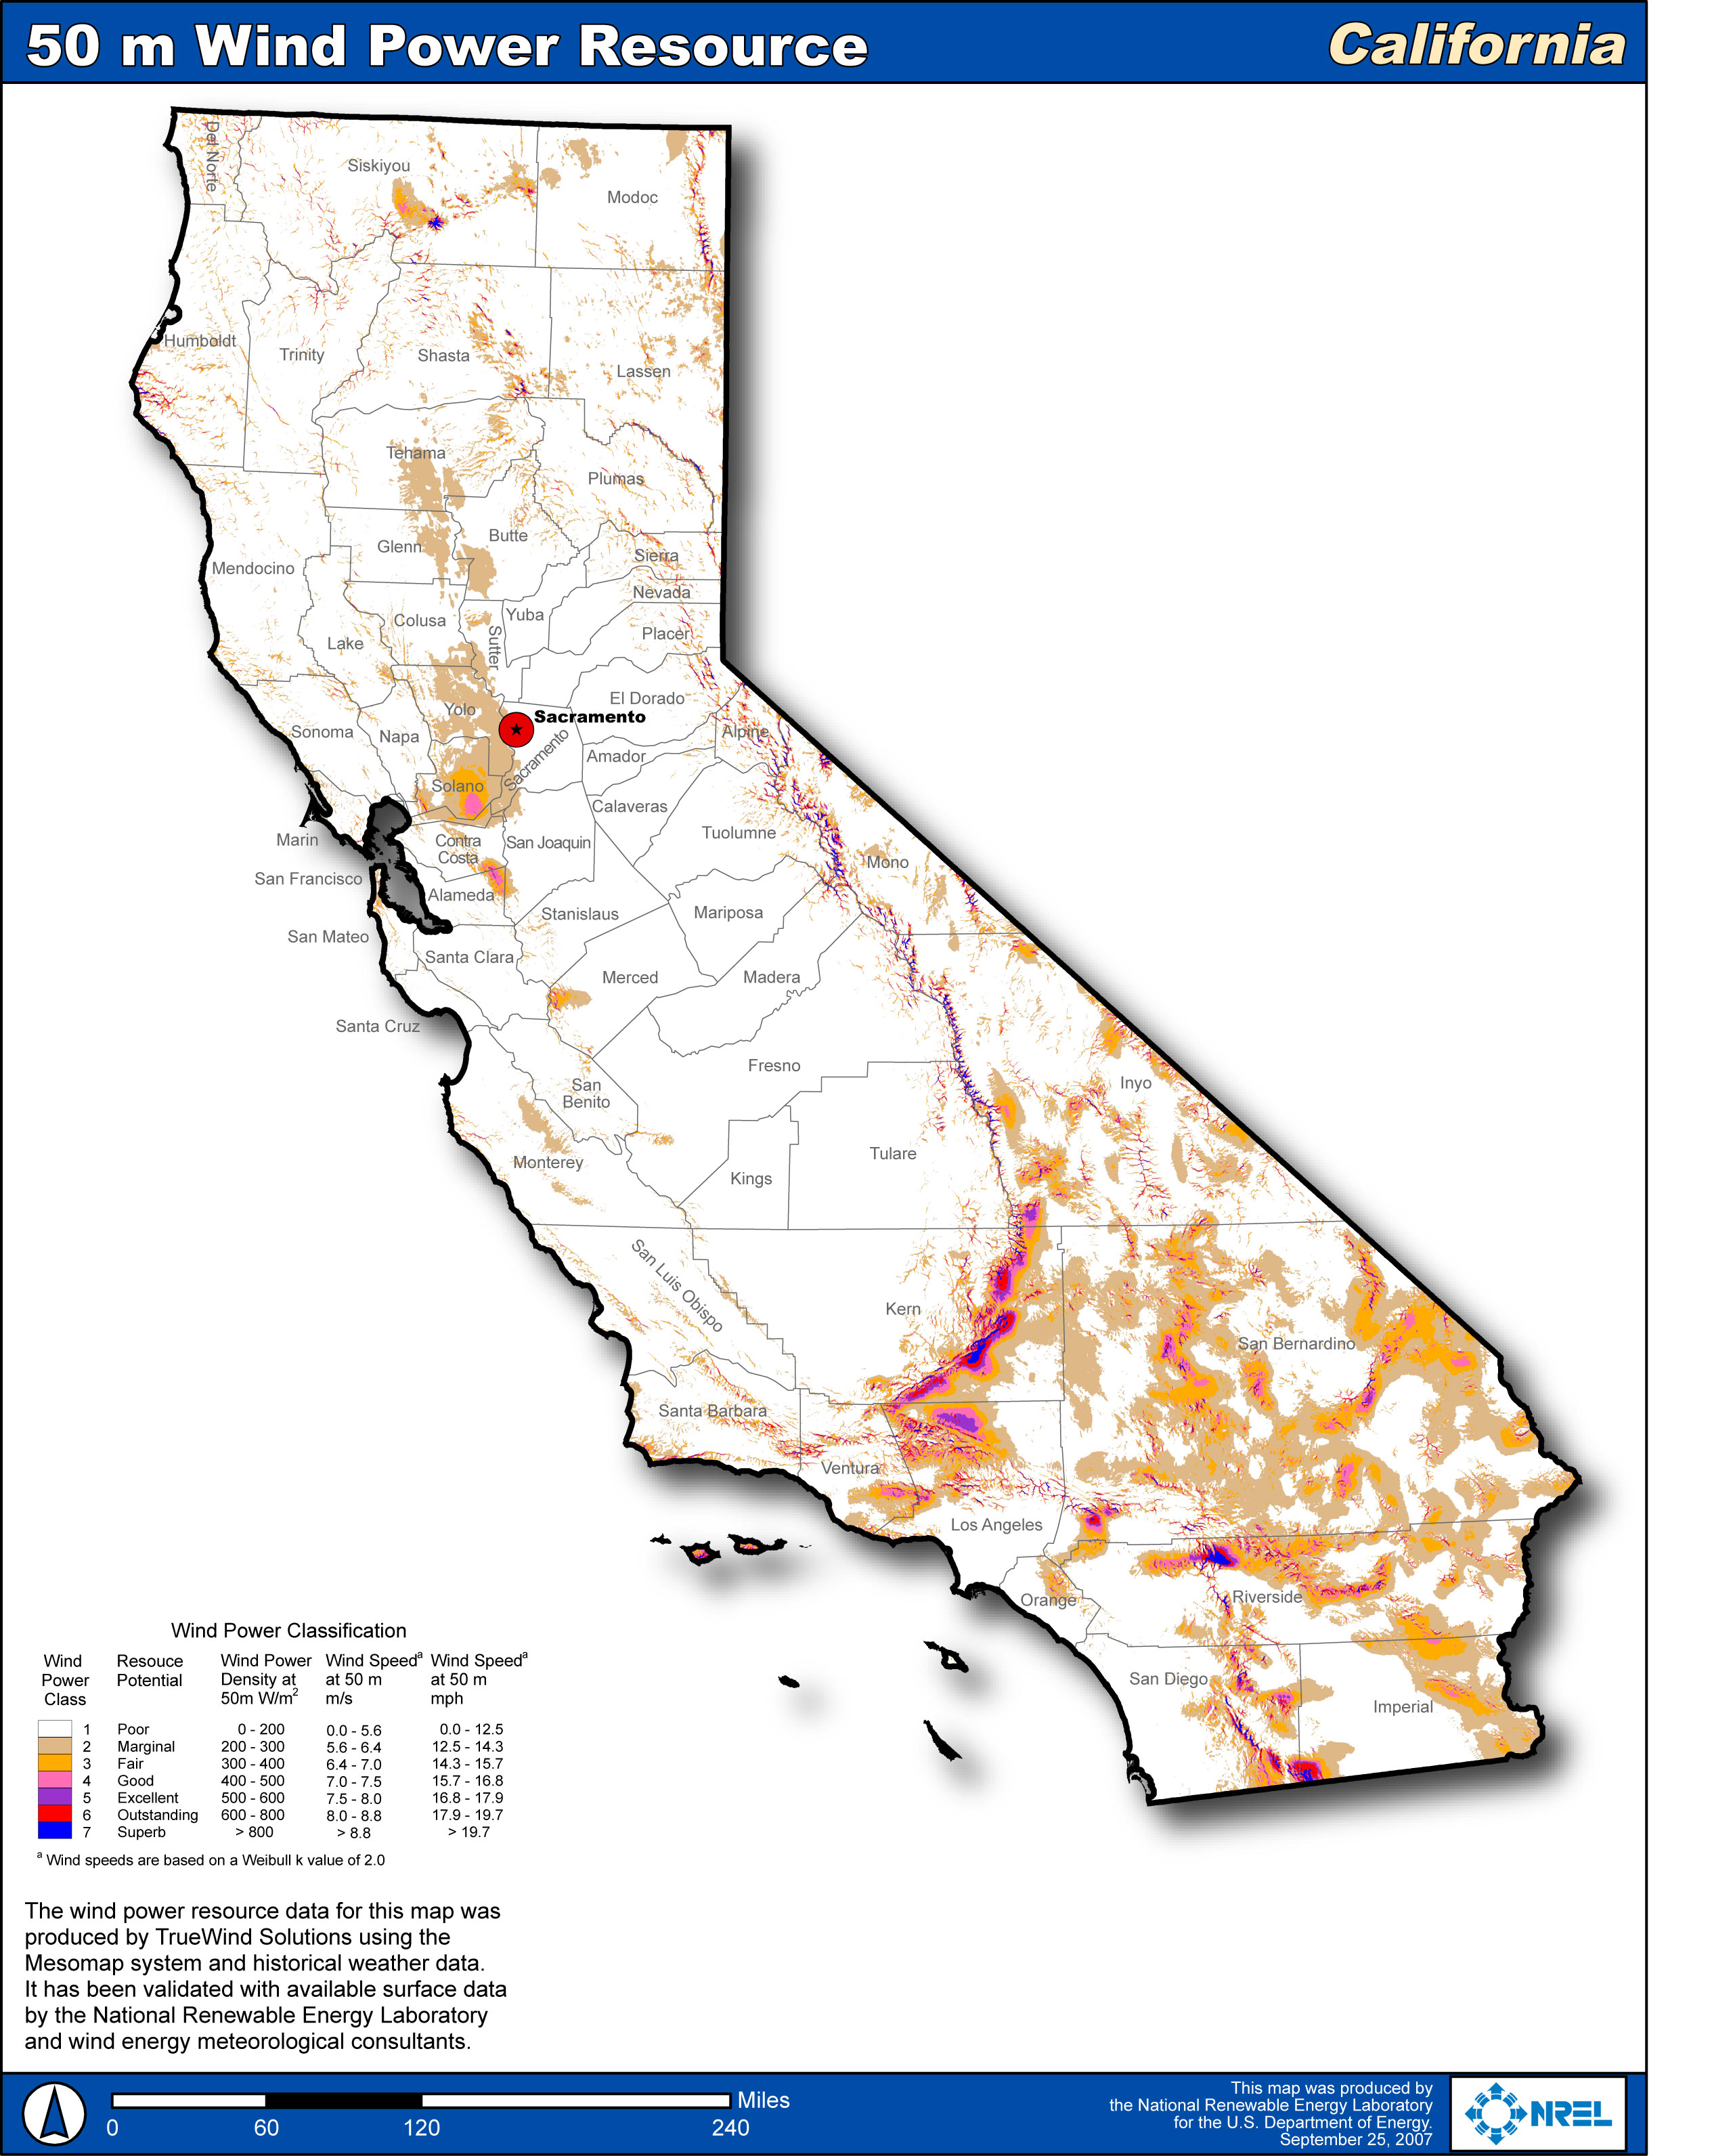 50 m Wind Power Resource
California
Del Norte
Siskiyou
Modoc
Humboldt
Trinity
Shasta
Lassen
Tehama
Plumas
Glenn
Butte
Mendocino
Sierra
Nevada
Colusa
Yuba
Sutter
Placer
Lake
El Dorado
Yolo
Sacramento
Sonoma
Napa
Sacramento
Alpine
Amador
Solano
Calaveras
Marin
Contra
Costa
San Joaquin
Tuolumne
Mono
San Francisco
Alameda
Stanislaus
Mariposa
San Mateo
Santa Clara
Merced
Madera
Santa Cruz
Fresno
San
Benito
Inyo
Monterey
Tulare
Kings
San Luis Obispo
Kern
San Bernardino
Santa Barbara
Ventura
Los Angeles
Orange
Riverside
San Diego
Imperial
Wind Power Classification
Wind Power Class
Resouce Potential
Wind Power Density at 50m W/m2
Wind Speeda at 50 m m/s
Wind Speeda at 50 m mph
1 Poor 0 - 200 0.0 - 5.6 0.0 - 12.5
2 Marginal 200 - 300 5.6 - 6.4 12.5 - 14.3
3 Fair 300 - 400 6.4 - 7.0 14.3 - 15.7
4 Good 400 - 500 7.0 - 7.5 15.7 - 16.8
5 Excellent 500 - 600 7.5 - 8.0 16.8 - 17.9
6 Outstanding 600 - 800 8.0 - 8.8 17.9 - 19.7
7 Superb > 800 > 8.8 > 19.7
a Wind speeds are based on a Weibull k value of 2.0
The wind power resource data for this map was
produced by TrueWind Solutions using the
Mesomap system and historical weather data.
It has been validated with available surface data
by the National Renewable Energy Laboratory
and wind energy meteorological consultants.
Miles
0 60 120 240
This map was produced by
the National Renewable Energy Laboratory
for the U.S. Department of Energy.
September 25, 2007
NREL